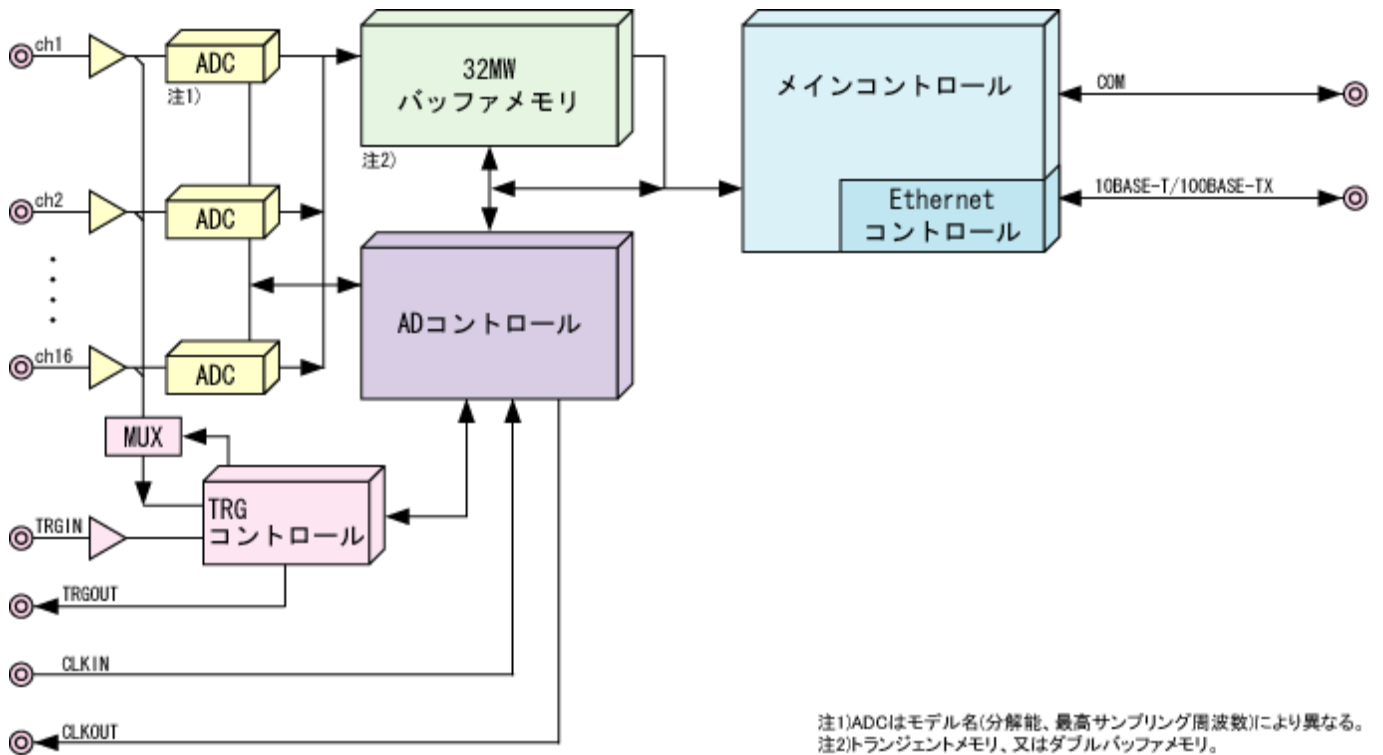 ch1
ADC
注1)
32MW
バッファメモリ
注2)
メインコントロール
COM
10BASE-T/100BASE-TX
Ethernet
コントロール
ch2
ADC
ADコントロール
ch16
ADC
MUX
TRG
コントロール
TRGIN
TRGOUT
CLKIN
CLKOUT
注1)ADCはモデル名(分解能、最高サンプリング周波数)により異なる。
注2)トランジェントメモリ、又はダブルバッファメモリ。